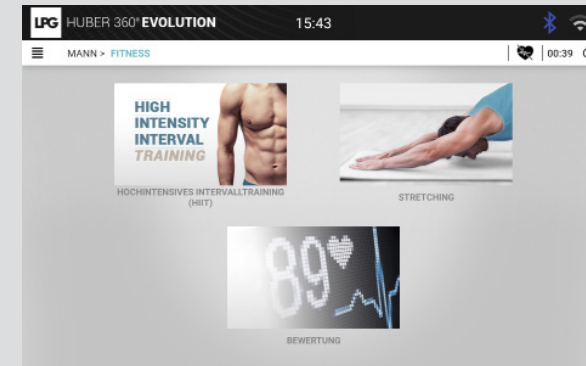 LPG HUBER 360° EVOLUTION 15:43
MANN > FITNESS 00:39
HIGH
INTENSITY
INTERVAL
TRAINING
HOCHINTENSIVES INTERVALLTRAINING
(HIIT)
STRETCHING
89
BEWERTUNG